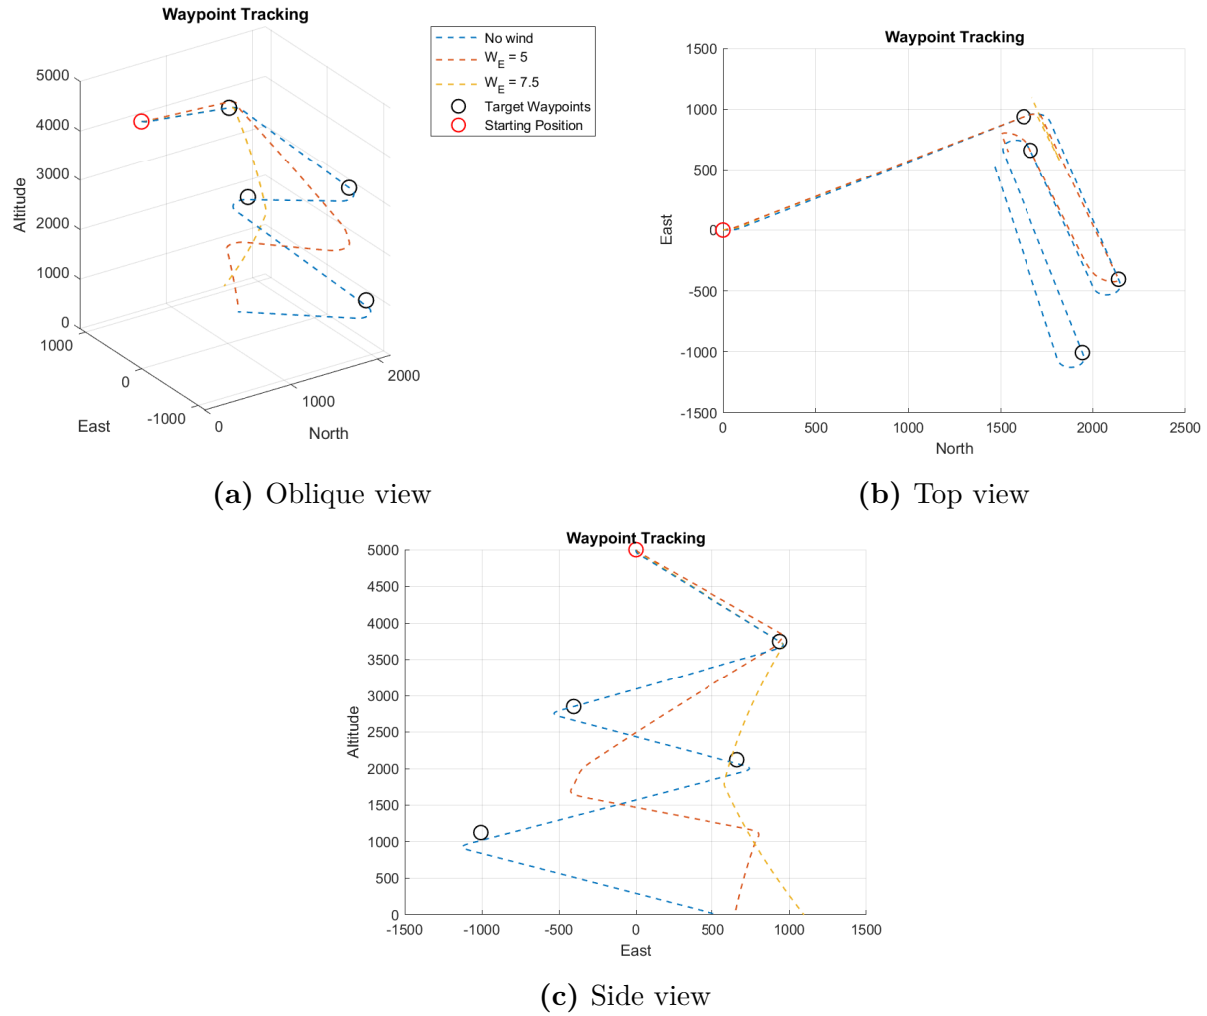 Waypoint Tracking
No wind
W_E = 5
W_E = 7.5
Target Waypoints
Starting Position
5000
4000
3000
2000
1000
0
Altitude
1000
0
-1000
East
0
1000
2000
North
(a) Oblique view
Waypoint Tracking
1500
1000
500
0
-500
-1000
-1500
East
0 500 1000 1500 2000 2500
North
(b) Top view
Waypoint Tracking
5000
4500
4000
3500
3000
2500
2000
1500
1000
500
0
Altitude
-1500 -1000 -500 0 500 1000 1500
East
(c) Side view